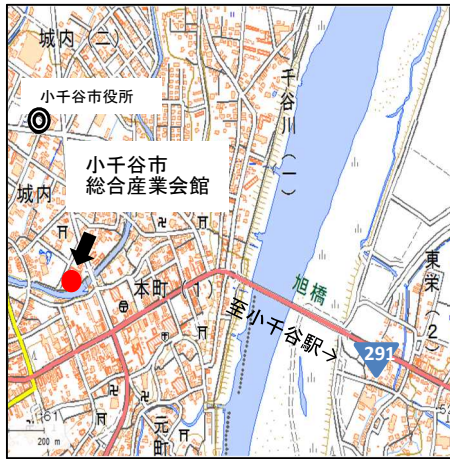 城内（二）
小千谷市役所
千谷川（一）
小千谷市
総合産業会館
城内
本町（1）
旭橋
東栄（2）
至小千谷駅→
291
元町
200 m